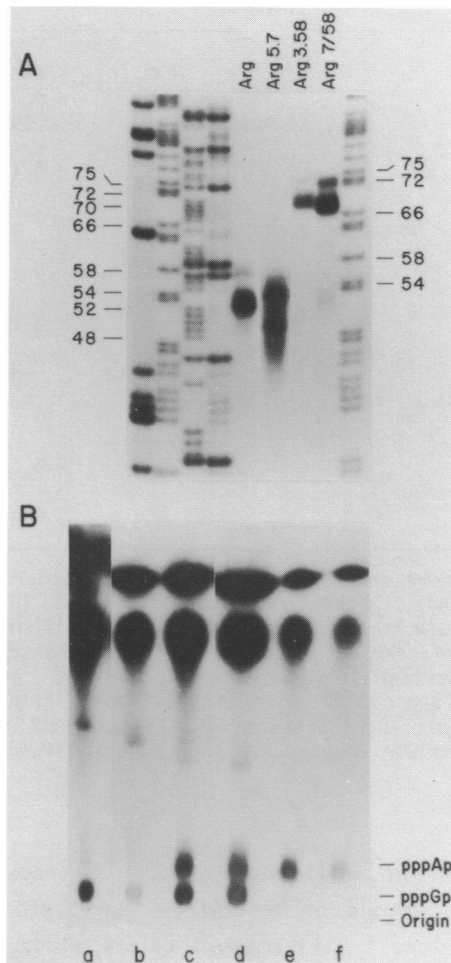 A
Arg
Arg 5.7
Arg 3.58
Arg 7/58
75
72
70
66
58
54
52
48
75
72
66
58
54
B
pppAp
pppGp
Origin
a b c d e f